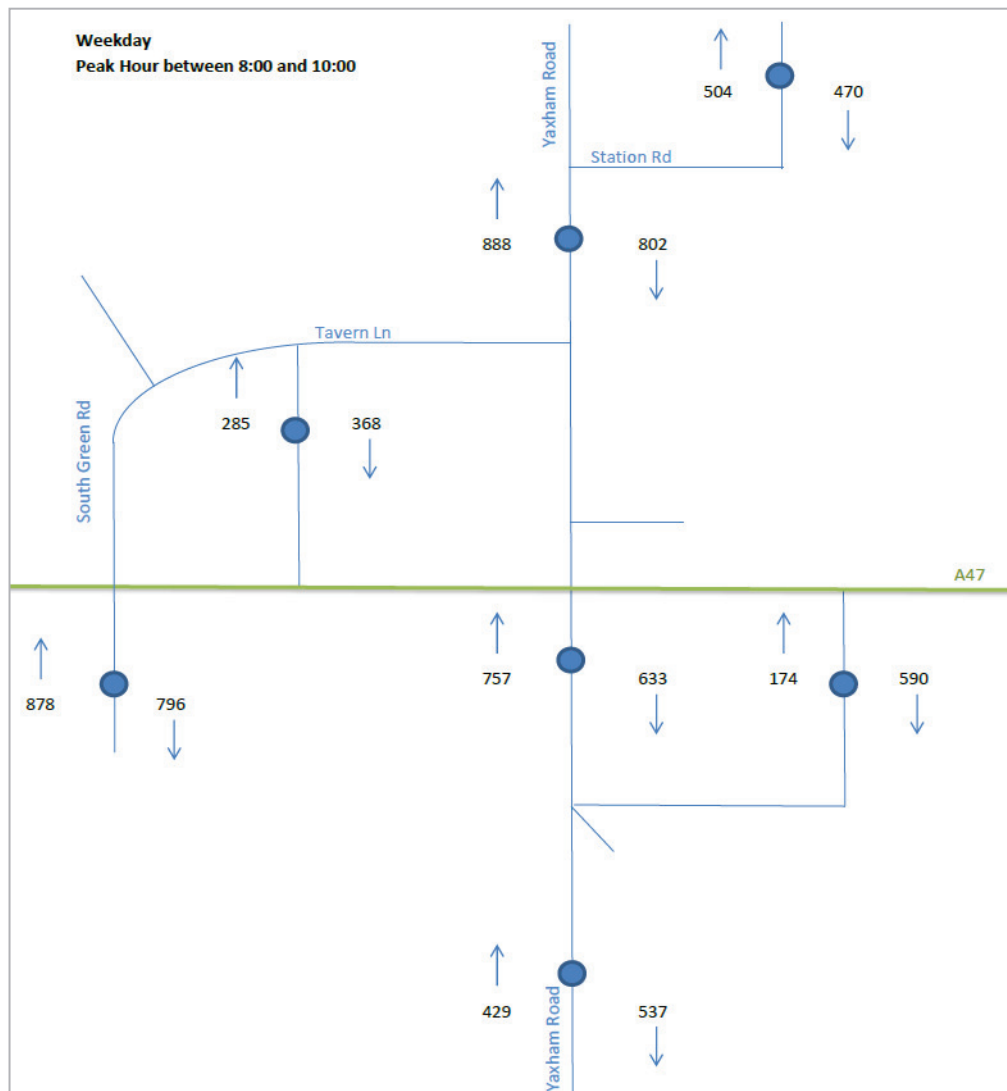 Weekday
Peak Hour between 8:00 and 10:00
Yaxham Road
504
470
Station Rd
888
802
Tavern Ln
285
368
South Green Rd
A47
757
633
174
590
878
796
429
537
Yaxham Road